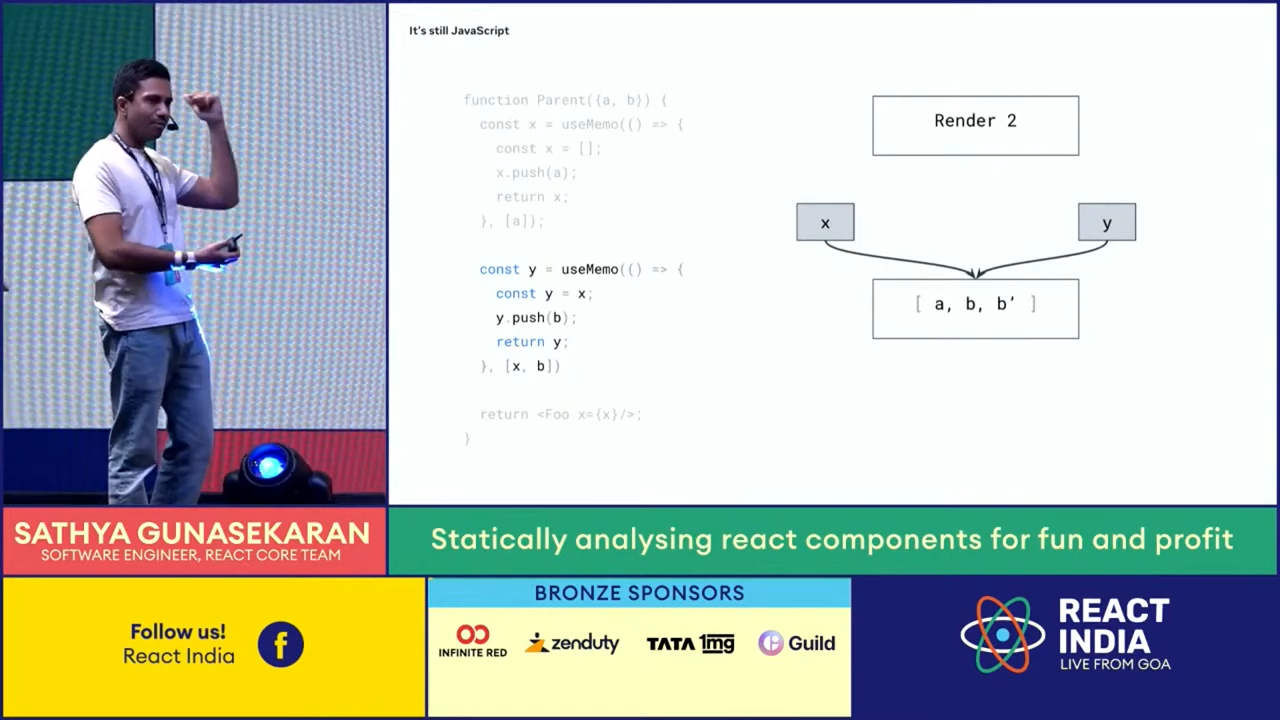 It's still JavaScript
function Parent({a, b}) {
const x = useMemo(() => {
const x = [];
x.push(a);
return x;
}, [a]);
const y = useMemo(() => {
const y = x;
y.push(b);
return y;
}, [x, b])
return <Foo x={x}/>;
}
Render 2
x
y
[ a, b, b’ ]
SATHYA GUNASEKARAN
SOFTWARE ENGINEER, REACT CORE TEAM
Statically analysing react components for fun and profit
Follow us!
React India
f
BRONZE SPONSORS
INFINITE RED
zenduty
TATA 1mg
Guild
REACT
INDIA
LIVE FROM GOA